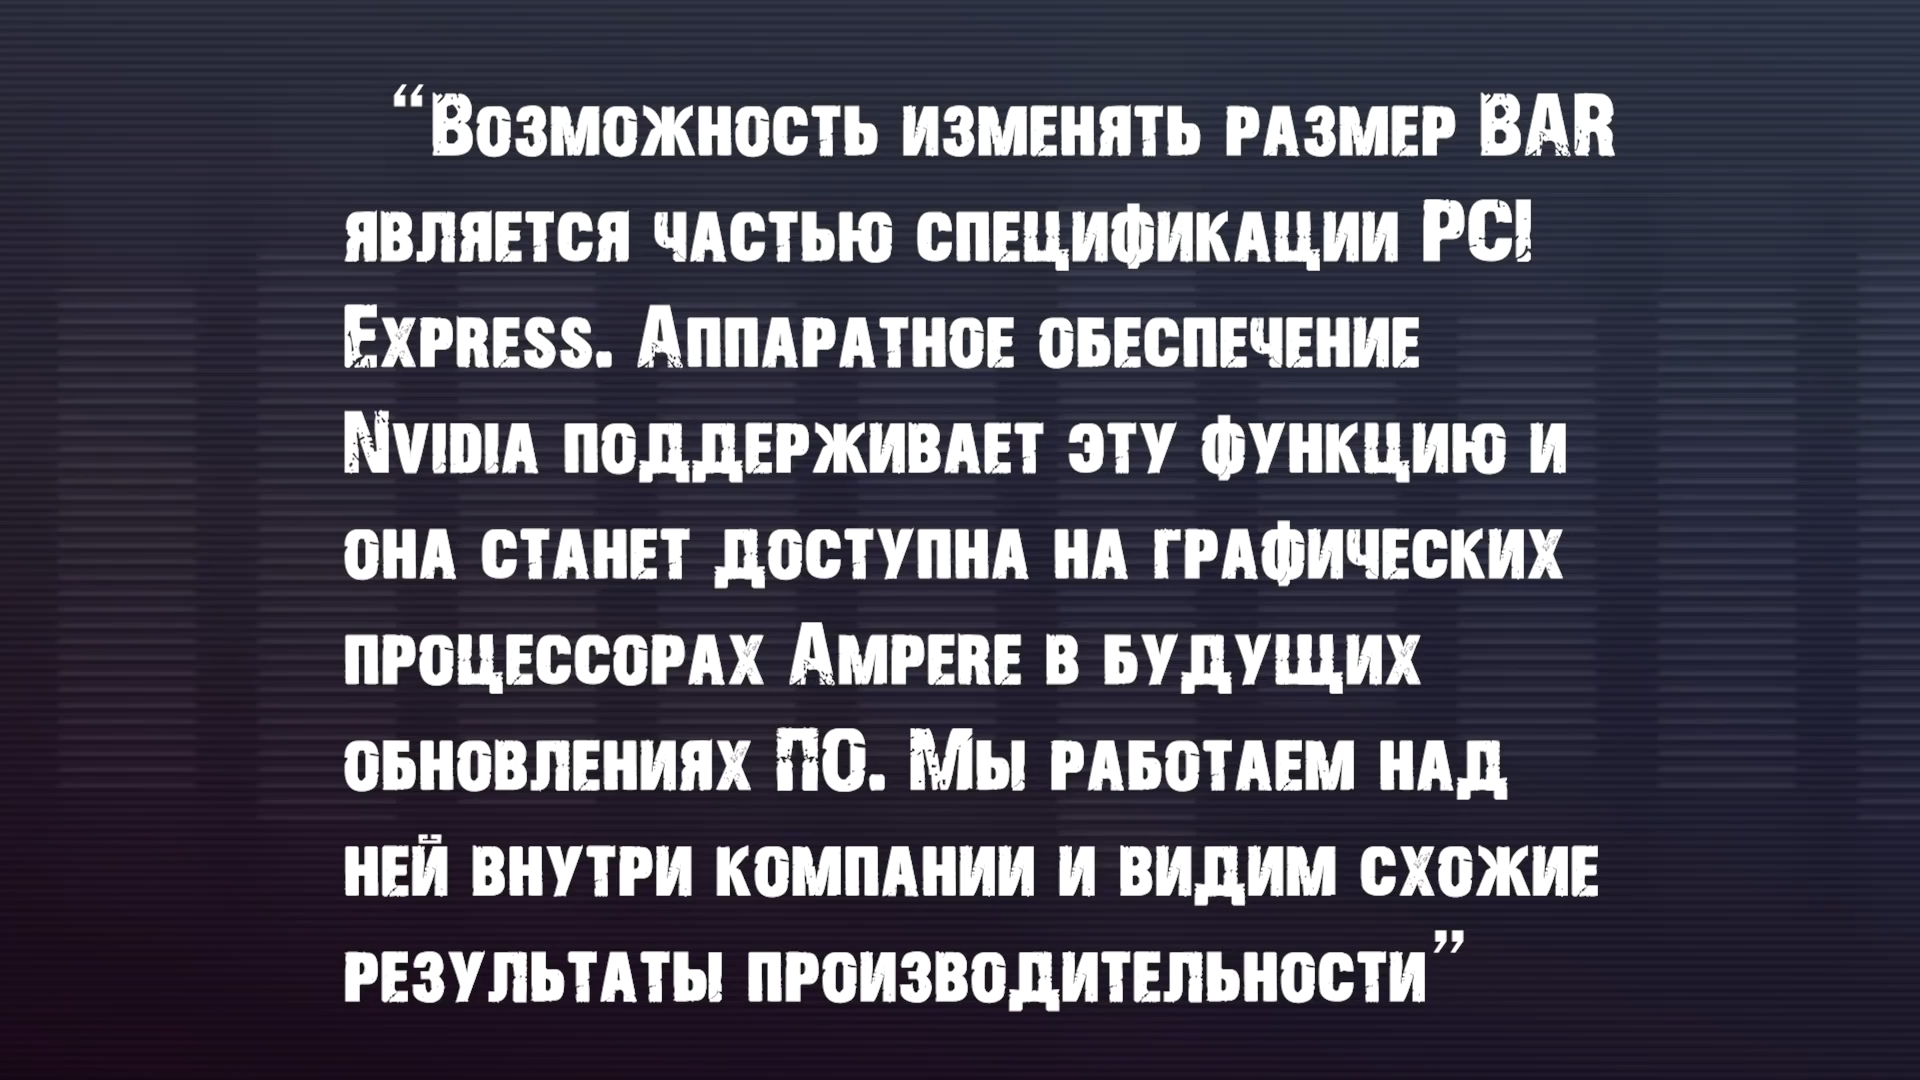 “Возможность изменять размер BAR
является частью спецификации PCI
Express. Аппаратное обеспечение
Nvidia поддерживает эту функцию и
она станет доступна на графических
процессорах Ampere в будущих
обновлениях ПО. Мы работаем над
ней внутри компании и видим схожие
результаты производительности”